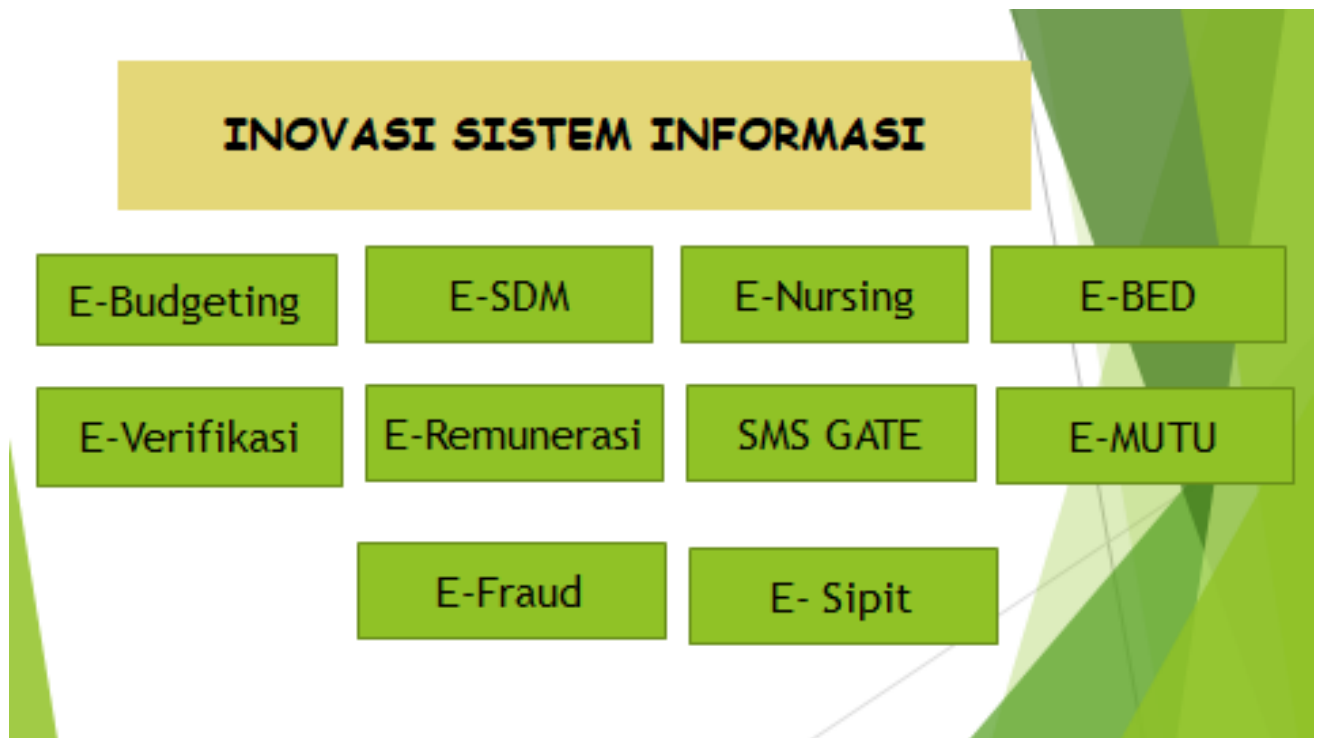 INOVASI SISTEM INFORMASI
E-Budgeting
E-SDM
E-Nursing
E-BED
E-Verifikasi
E-Remunerasi
SMS GATE
E-MUTU
E-Fraud
E- Sipit